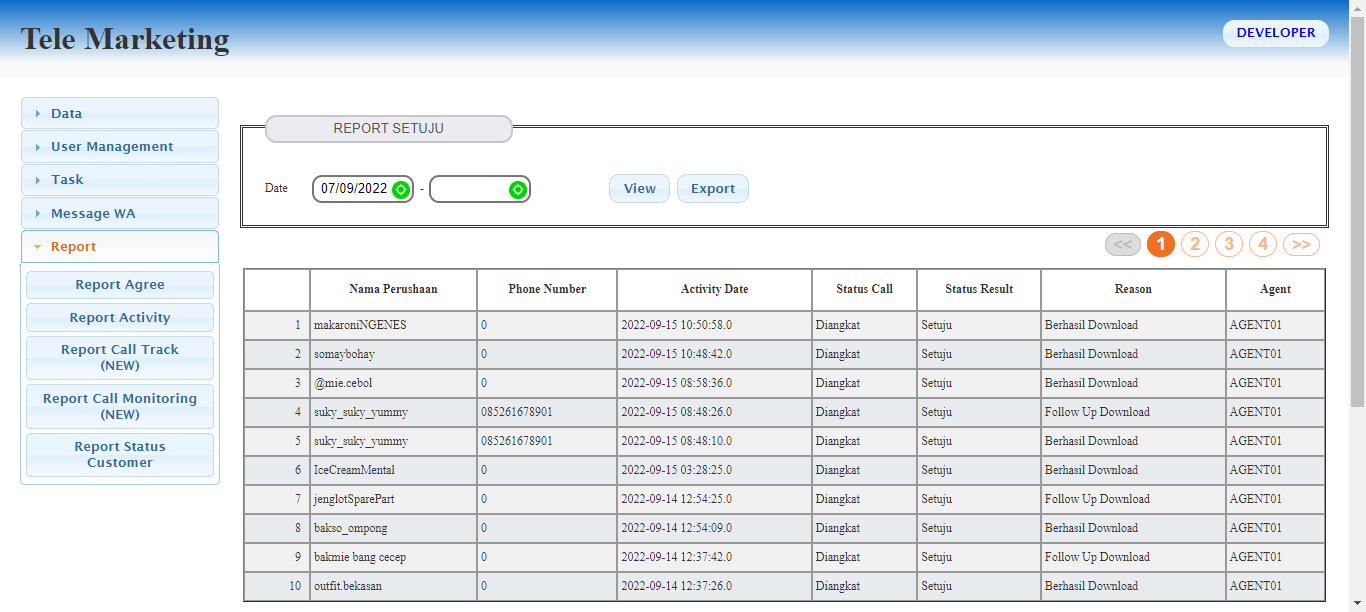 Tele Marketing
DEVELOPER
Data
User Management
Task
Message WA
Report
Report Agree
Report Activity
Report Call Track
(NEW)
Report Call Monitoring
(NEW)
Report Status
Customer
REPORT SETUJU
Date 07/09/2022 -
View Export
<< 1 2 3 4 >>
Nama Perushaan Phone Number Activity Date Status Call Status Result Reason Agent
1 makaroniNGENES 0 2022-09-15 10:50:58.0 Diangkat Setuju Berhasil Download AGENT01
2 somaybohay 0 2022-09-15 10:48:42.0 Diangkat Setuju Berhasil Download AGENT01
3 @mie.cebol 0 2022-09-15 08:58:36.0 Diangkat Setuju Berhasil Download AGENT01
4 suky_suky_yummy 085261678901 2022-09-15 08:48:26.0 Diangkat Setuju Follow Up Download AGENT01
5 suky_suky_yummy 085261678901 2022-09-15 08:48:10.0 Diangkat Setuju Berhasil Download AGENT01
6 IceCreamMental 0 2022-09-15 03:28:25.0 Diangkat Setuju Berhasil Download AGENT01
7 jenglotSparePart 0 2022-09-14 12:54:25.0 Diangkat Setuju Follow Up Download AGENT01
8 bakso_ompong 0 2022-09-14 12:54:09.0 Diangkat Setuju Berhasil Download AGENT01
9 bakmie bang cecep 0 2022-09-14 12:37:42.0 Diangkat Setuju Follow Up Download AGENT01
10 outfit.bekasan 0 2022-09-14 12:37:26.0 Diangkat Setuju Berhasil Download AGENT01